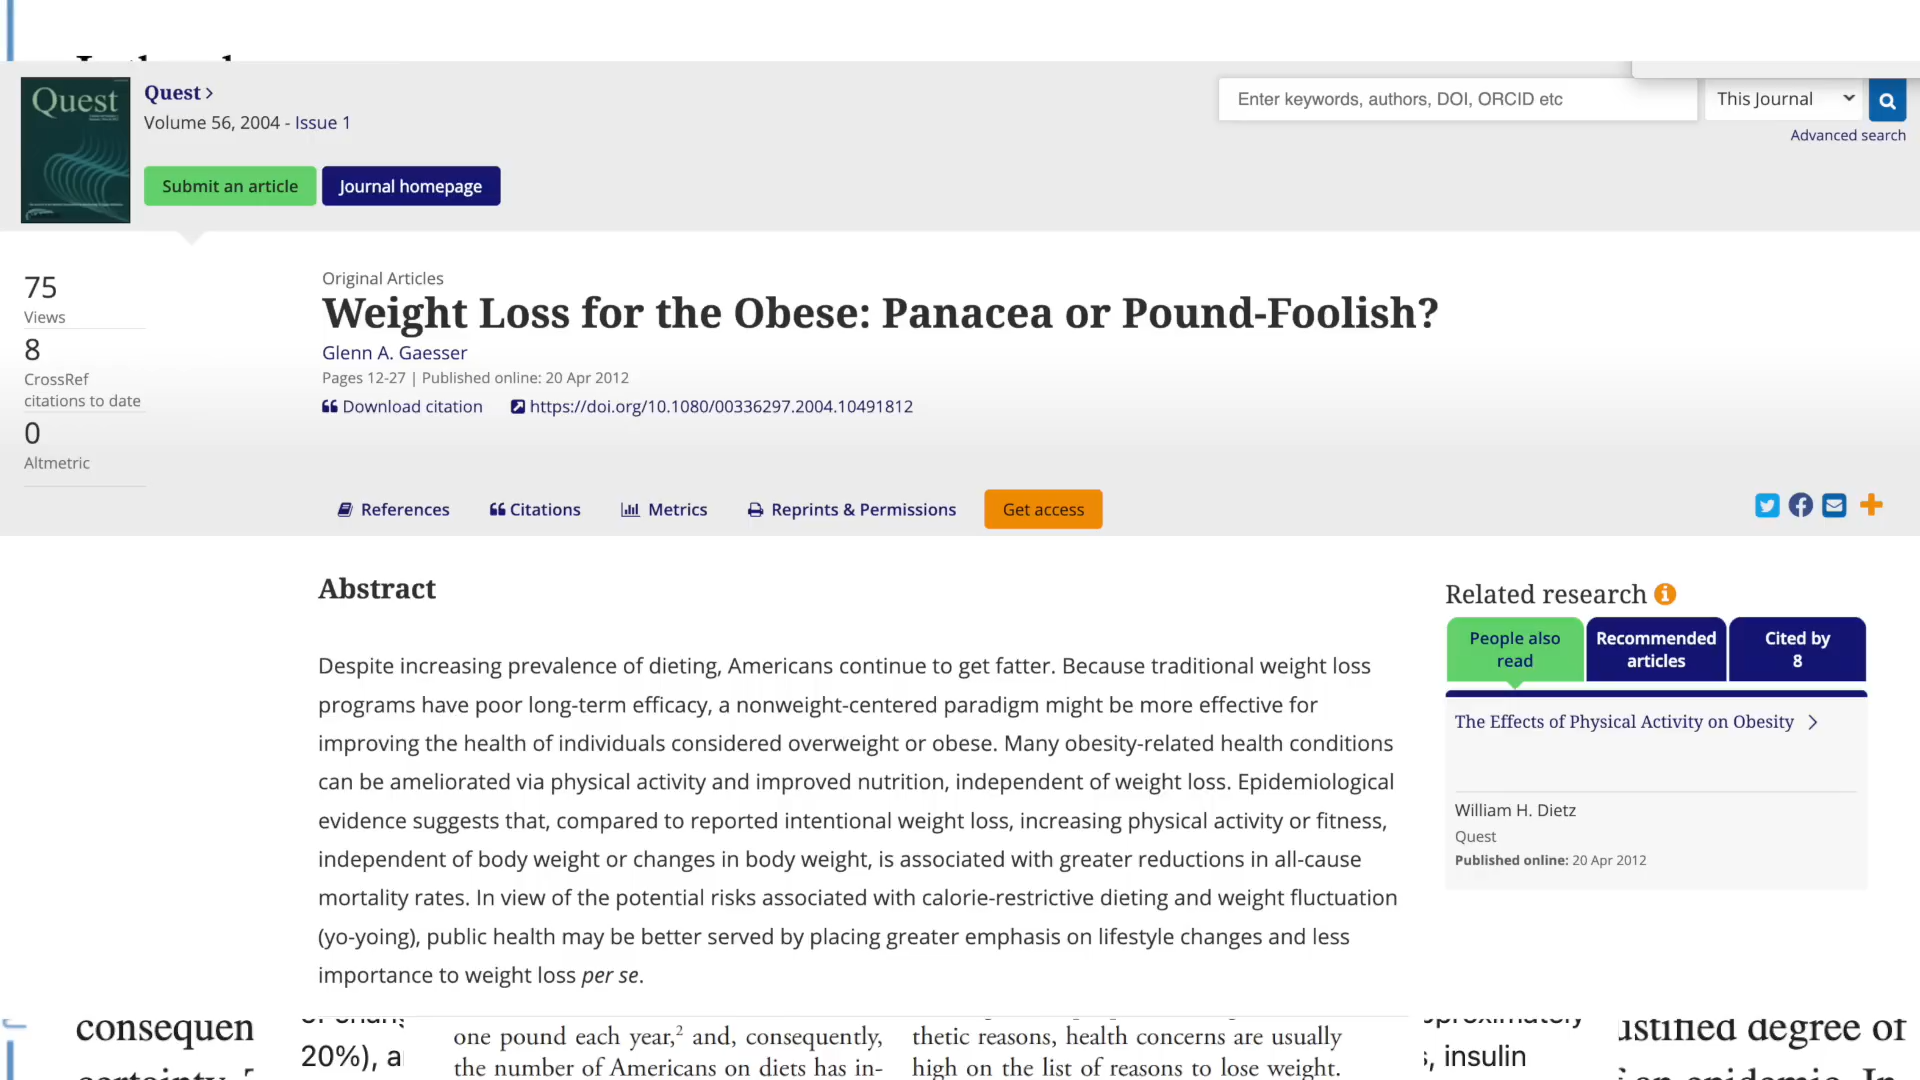 Quest
Quest >
Volume 56, 2004 - Issue 1
Submit an article
Journal homepage
Enter keywords, authors, DOI, ORCID etc
This Journal
Advanced search
75
Views
8
CrossRef
citations to date
0
Altmetric
Original Articles
Weight Loss for the Obese: Panacea or Pound-Foolish?
Glenn A. Gaesser
Pages 12-27 | Published online: 20 Apr 2012
Download citation
https://doi.org/10.1080/00336297.2004.10491812
References
Citations
Metrics
Reprints & Permissions
Get access
Abstract
Despite increasing prevalence of dieting, Americans continue to get fatter. Because traditional weight loss
programs have poor long-term efficacy, a nonweight-centered paradigm might be more effective for
improving the health of individuals considered overweight or obese. Many obesity-related health conditions
can be ameliorated via physical activity and improved nutrition, independent of weight loss. Epidemiological
evidence suggests that, compared to reported intentional weight loss, increasing physical activity or fitness,
independent of body weight or changes in body weight, is associated with greater reductions in all-cause
mortality rates. In view of the potential risks associated with calorie-restrictive dieting and weight fluctuation
(yo-yoing), public health may be better served by placing greater emphasis on lifestyle changes and less
importance to weight loss per se.
Related research
People also
read
Recommended
articles
Cited by
8
The Effects of Physical Activity on Obesity
William H. Dietz
Quest
Published online: 20 Apr 2012
consequen
20%), a
one pound each year,2 and, consequently,
the number of Americans on diets has in-
thetic reasons, health concerns are usually
high on the list of reasons to lose weight.
, insulin
ustified degree of
an epidemic. In